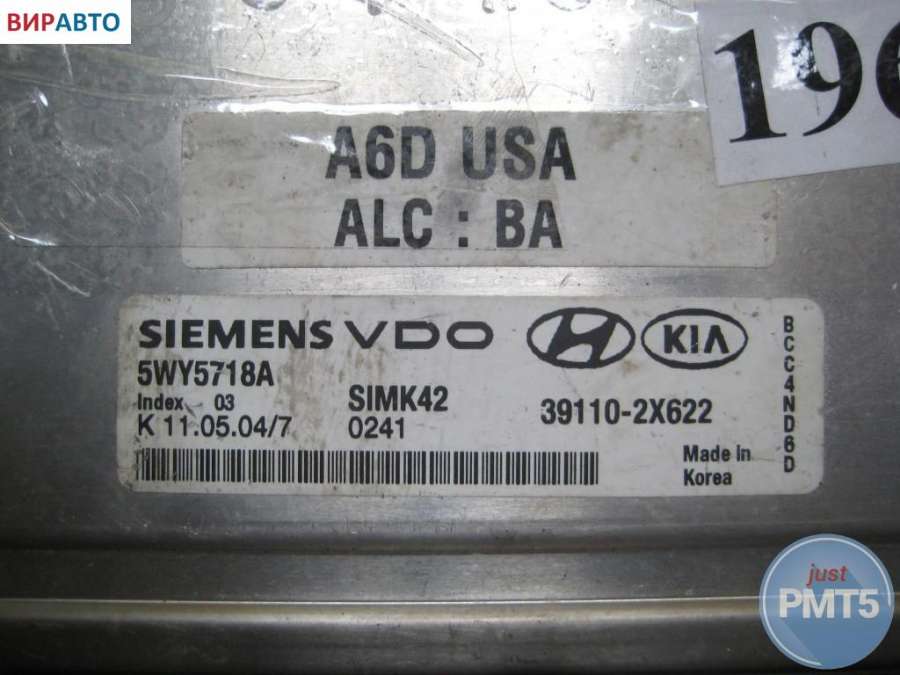 ВИРАВТО
A6D USA
ALC : BA
SIEMENS VDO KIA
5WY5718A
Index 03
SIMK42
K 11.05.04/7
0241
39110-2X622
Made In
Korea
BCC4ND6D
just
PMT5